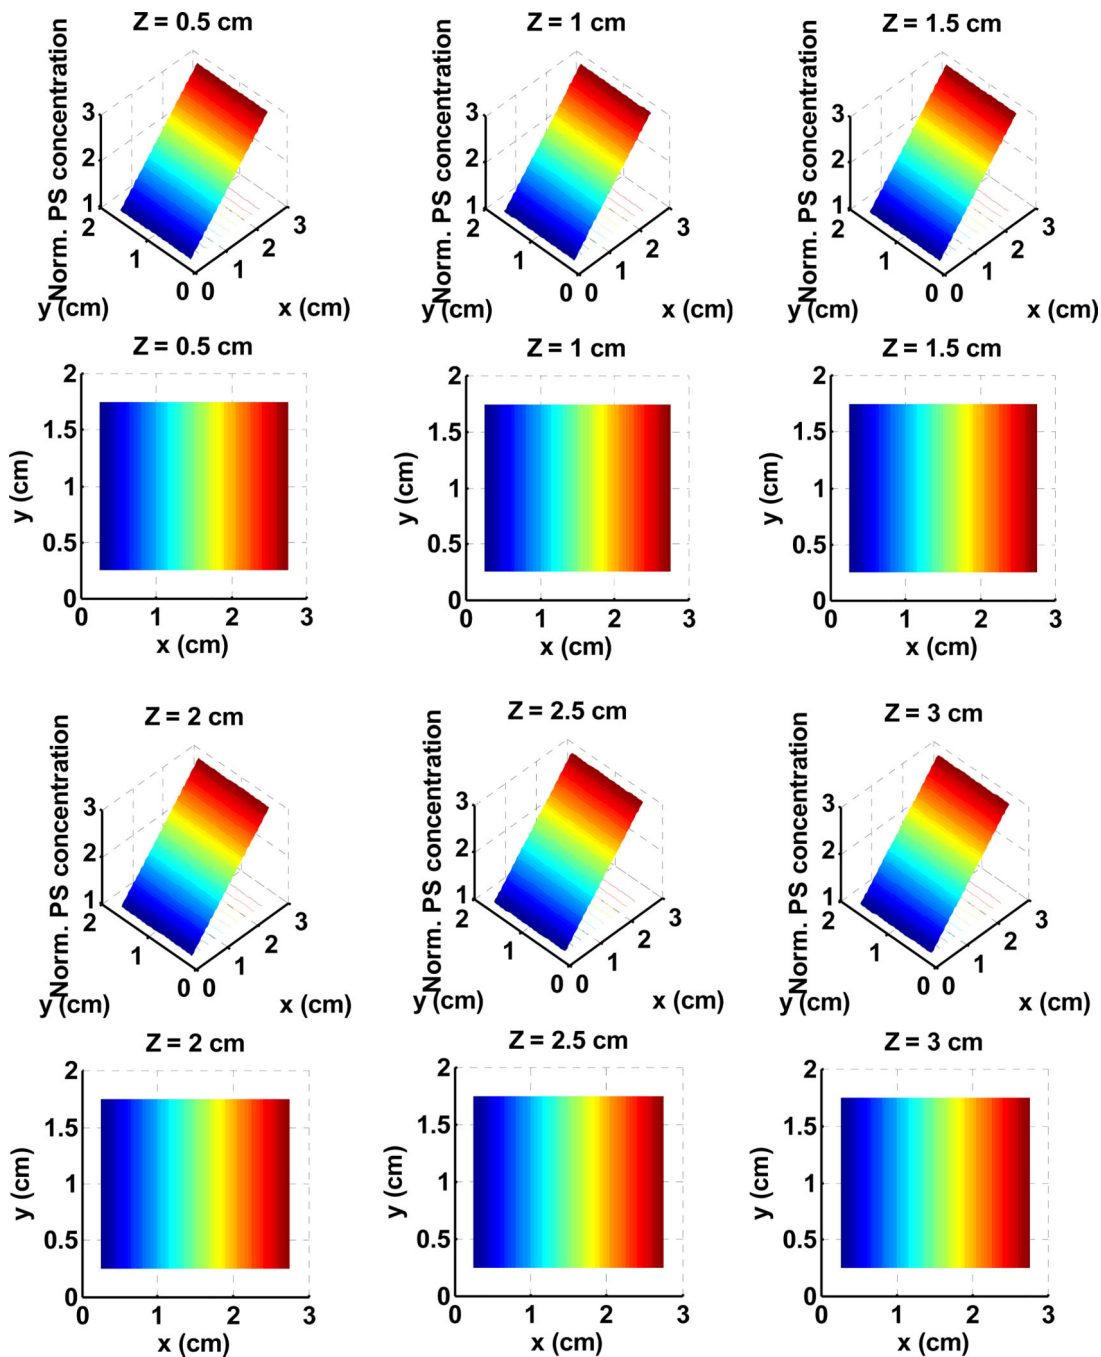 Z = 0.5 cm
Norm. PS concentration
3
2
1
2
1
0
0
1
2
3
y (cm)
x (cm)
Z = 1 cm
Norm. PS concentration
3
2
1
2
1
0
0
1
2
3
y (cm)
x (cm)
Z = 1.5 cm
Norm. PS concentration
3
2
1
2
1
0
0
1
2
3
y (cm)
x (cm)
Z = 0.5 cm
2
1.5
1
0.5
0
y (cm)
0 1 2 3
x (cm)
Z = 1 cm
2
1.5
1
0.5
0
y (cm)
0 1 2 3
x (cm)
Z = 1.5 cm
2
1.5
1
0.5
0
y (cm)
0 1 2 3
x (cm)
Z = 2 cm
Norm. PS concentration
3
2
1
2
1
0
0
1
2
3
y (cm)
x (cm)
Z = 2.5 cm
Norm. PS concentration
3
2
1
2
1
0
0
1
2
3
y (cm)
x (cm)
Z = 3 cm
Norm. PS concentration
3
2
1
2
1
0
0
1
2
3
y (cm)
x (cm)
Z = 2 cm
2
1.5
1
0.5
0
y (cm)
0 1 2 3
x (cm)
Z = 2.5 cm
2
1.5
1
0.5
0
y (cm)
0 1 2 3
x (cm)
Z = 3 cm
2
1.5
1
0.5
0
y (cm)
0 1 2 3
x (cm)